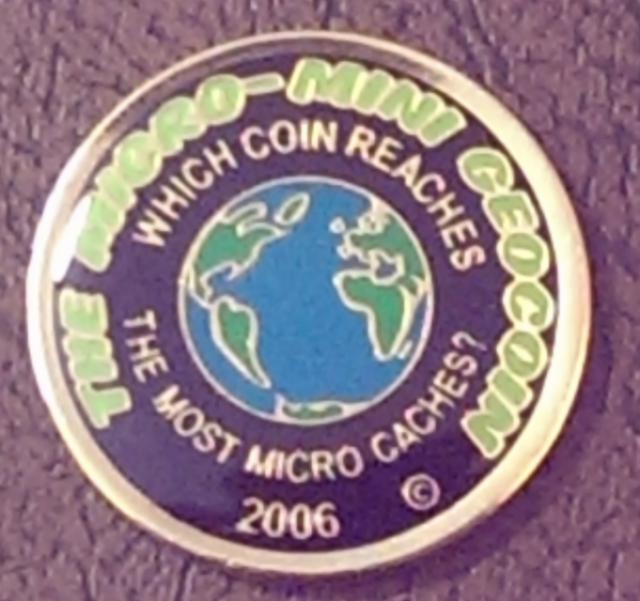 THE MICRO-MINI GEOCOIN
WHICH COIN REACHES
THE MOST MICRO CACHES?
2006
©